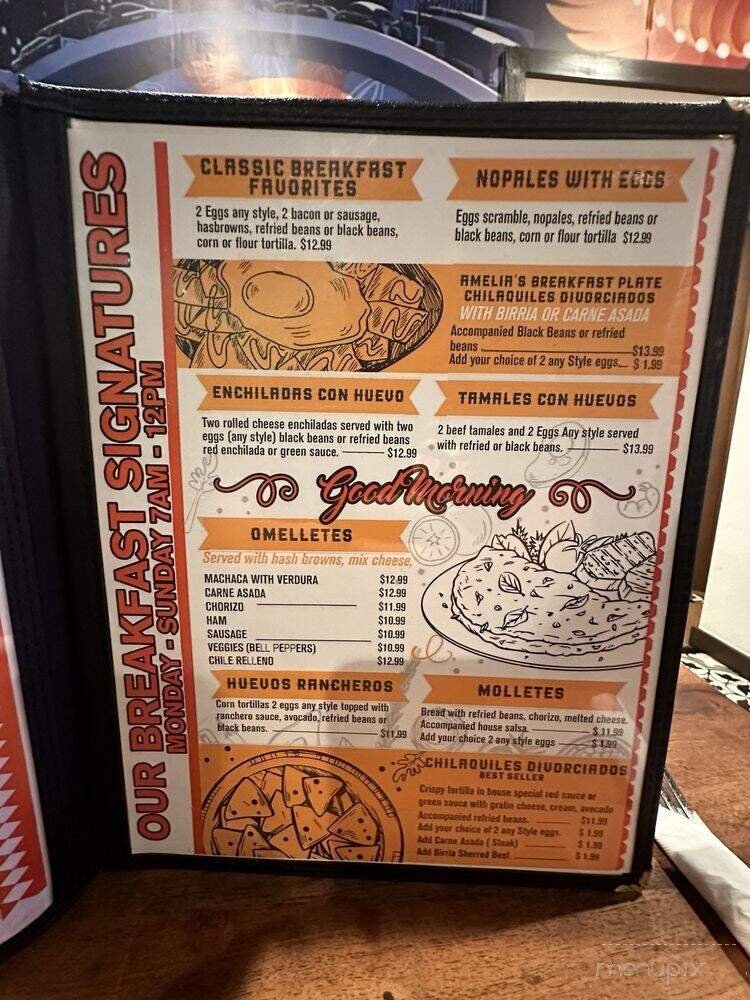 OUR BREAKFAST SIGNATURES
MONDAY - SUNDAY 7AM - 12PM
CLASSIC BREAKFAST
FAVORITES
2 Eggs any style, 2 bacon or sausage,
hasbrowns, refried beans or black beans,
corn or flour tortilla. $12.99
NOPALES WITH EGGS
Eggs scramble, nopales, refried beans or
black beans, corn or flour tortilla $12.99
AMELIA'S BREAKFAST PLATE
CHILAQUILES DIVORCIADOS
WITH BIRRIA OR CARNE ASADA
Accompanied Black Beans or refried
beans $13.99
Add your choice of 2 any Style eggs... $ 1.99
ENCHILADAS CON HUEVO
Two rolled cheese enchiladas served with two
eggs (any style) black beans or refried beans
red enchilada or green sauce. $12.99
TAMALES CON HUEVOS
2 beef tamales and 2 Eggs Any style served
with refried or black beans. $13.99
Good Morning
OMELLETES
Served with hash browns, mix cheese,
MACHACA WITH VERDURA $12.99
CARNE ASADA $12.99
CHORIZO $11.99
HAM $10.99
SAUSAGE $10.99
VEGGIES (BELL PEPPERS) $10.99
CHILE RELLENO $12.99
HUEVOS RANCHEROS
Corn tortillas 2 eggs any style topped with
ranchero sauce, avocado, refried beans or
black beans. $11.99
MOLLETES
Bread with refried beans, chorizo, melted cheese.
Accompanied house salsa. $ 11.99
Add your choice 2 any style eggs $ 1.99
CHILAQUILES DIVORCIADOS
BEST SELLER
Crispy tortilla in house special red sauce or
green sauce with gratin cheese, cream, avocado
Accompanied refried beans. $11.99
Add your choice of 2 any Style eggs. $ 1.99
Add Carne Asada ( Steak) $ 1.99
Add Birria Sherred Beef. $ 1.99
menupix